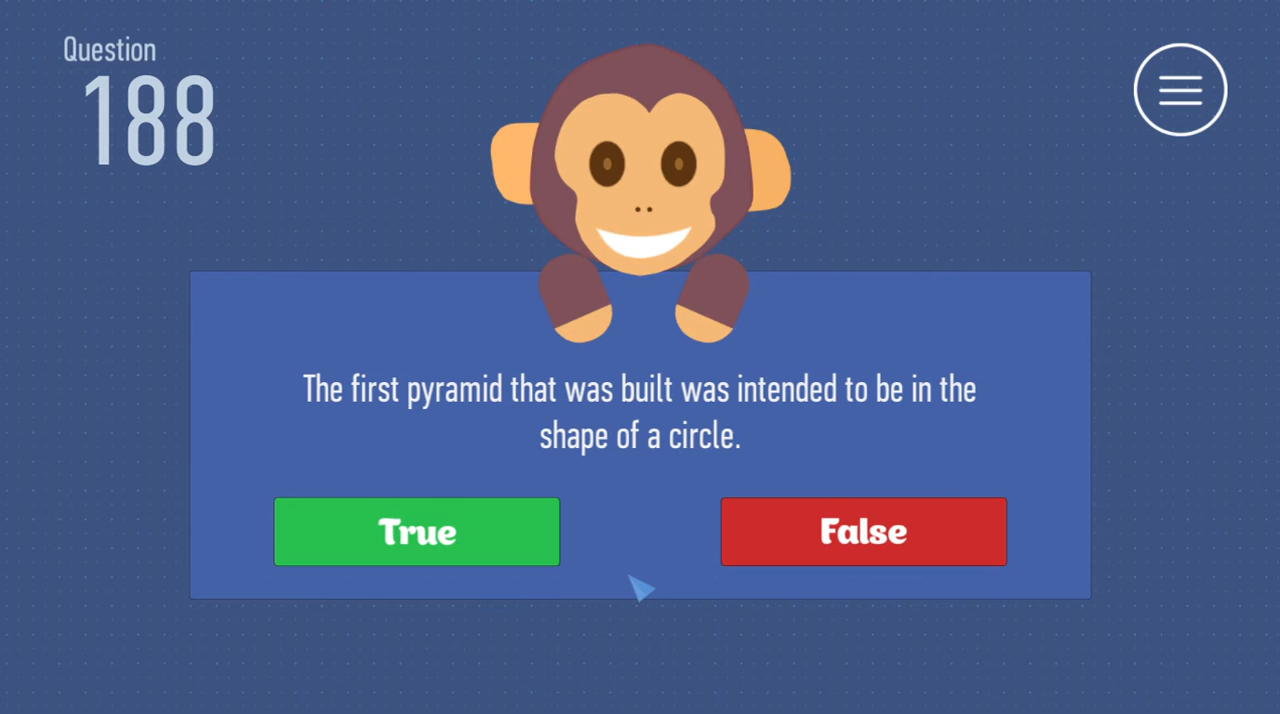 Question
188
The first pyramid that was built was intended to be in the
shape of a circle.
True
False